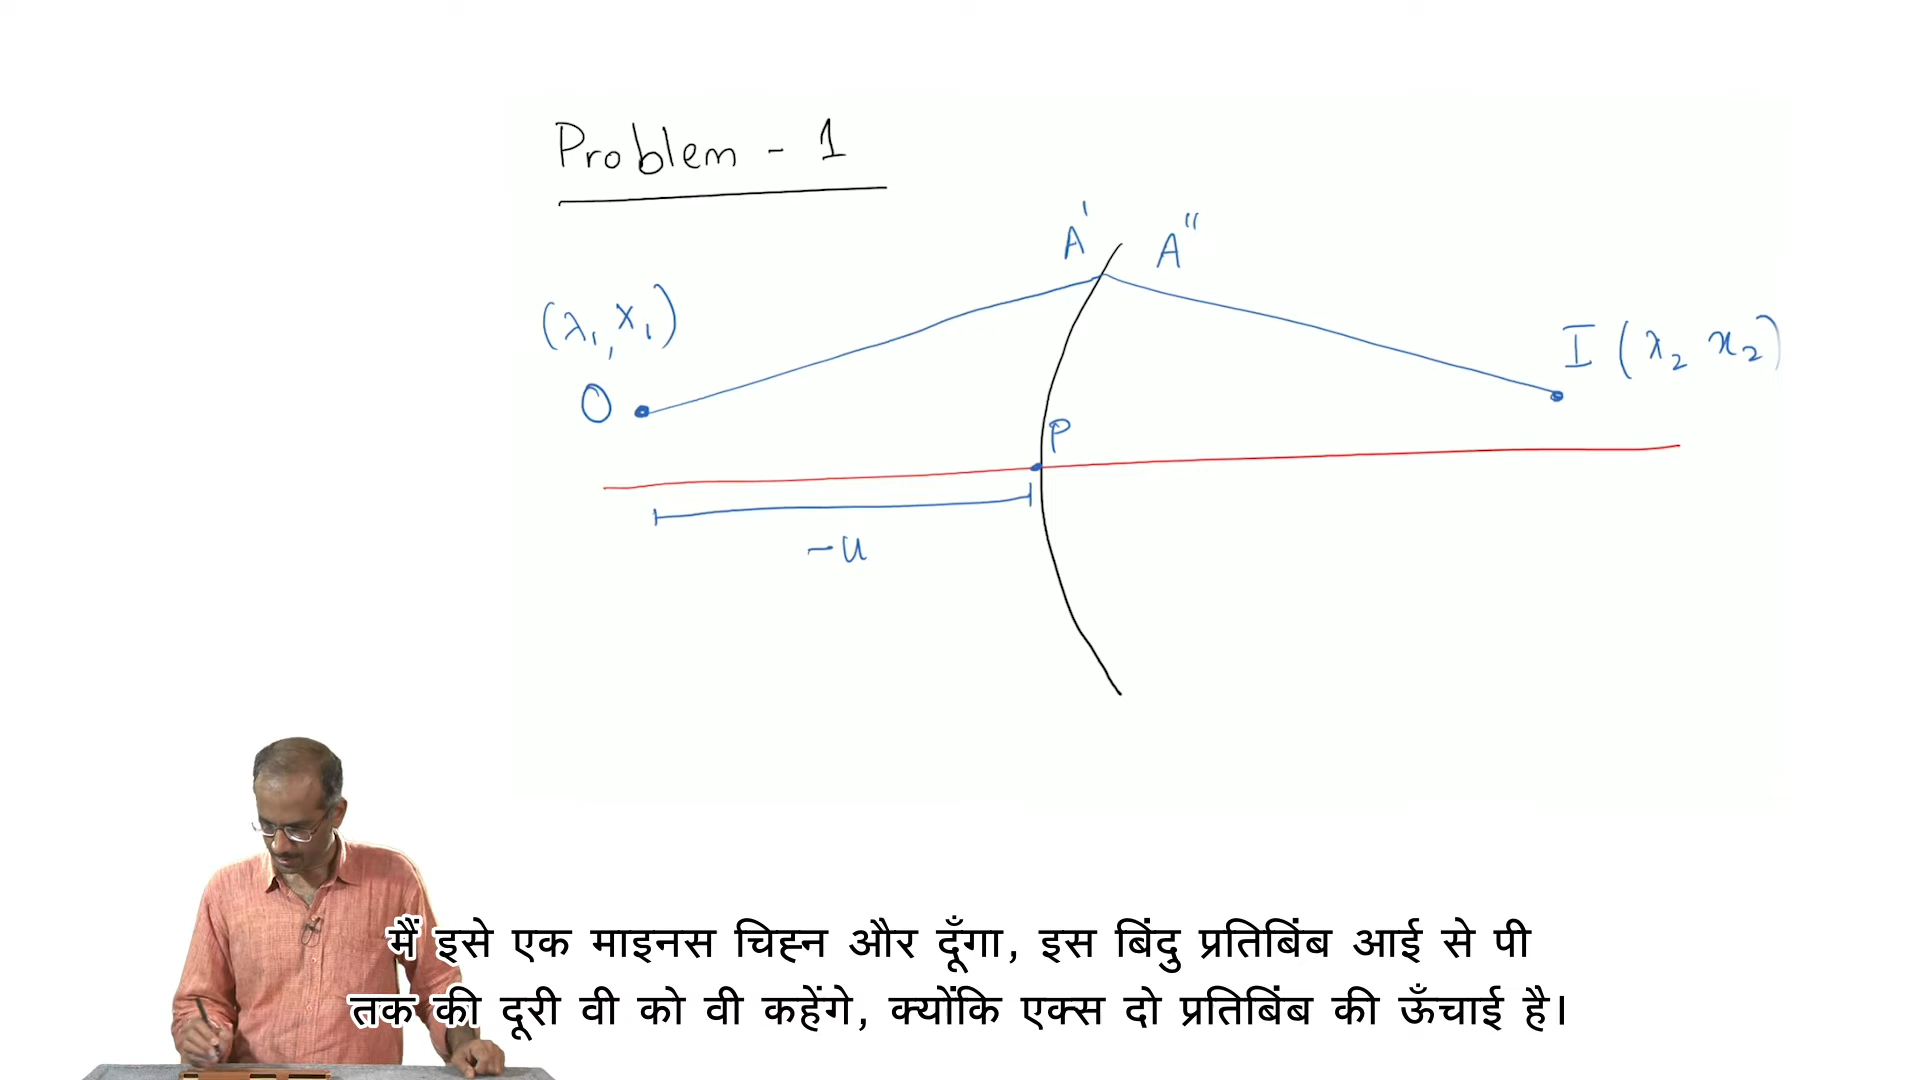 Problem - 1
A' A"
(λ₁, x₁)
I (λ₂ x₂)
O
P
-u
मैं इसे एक माइनस चिह्न और दूँगा, इस बिंदु प्रतिबिंब आई से पी
तक की दूरी वी को वी कहेंगे, क्योंकि एक्स दो प्रतिबिंब की ऊँचाई है।